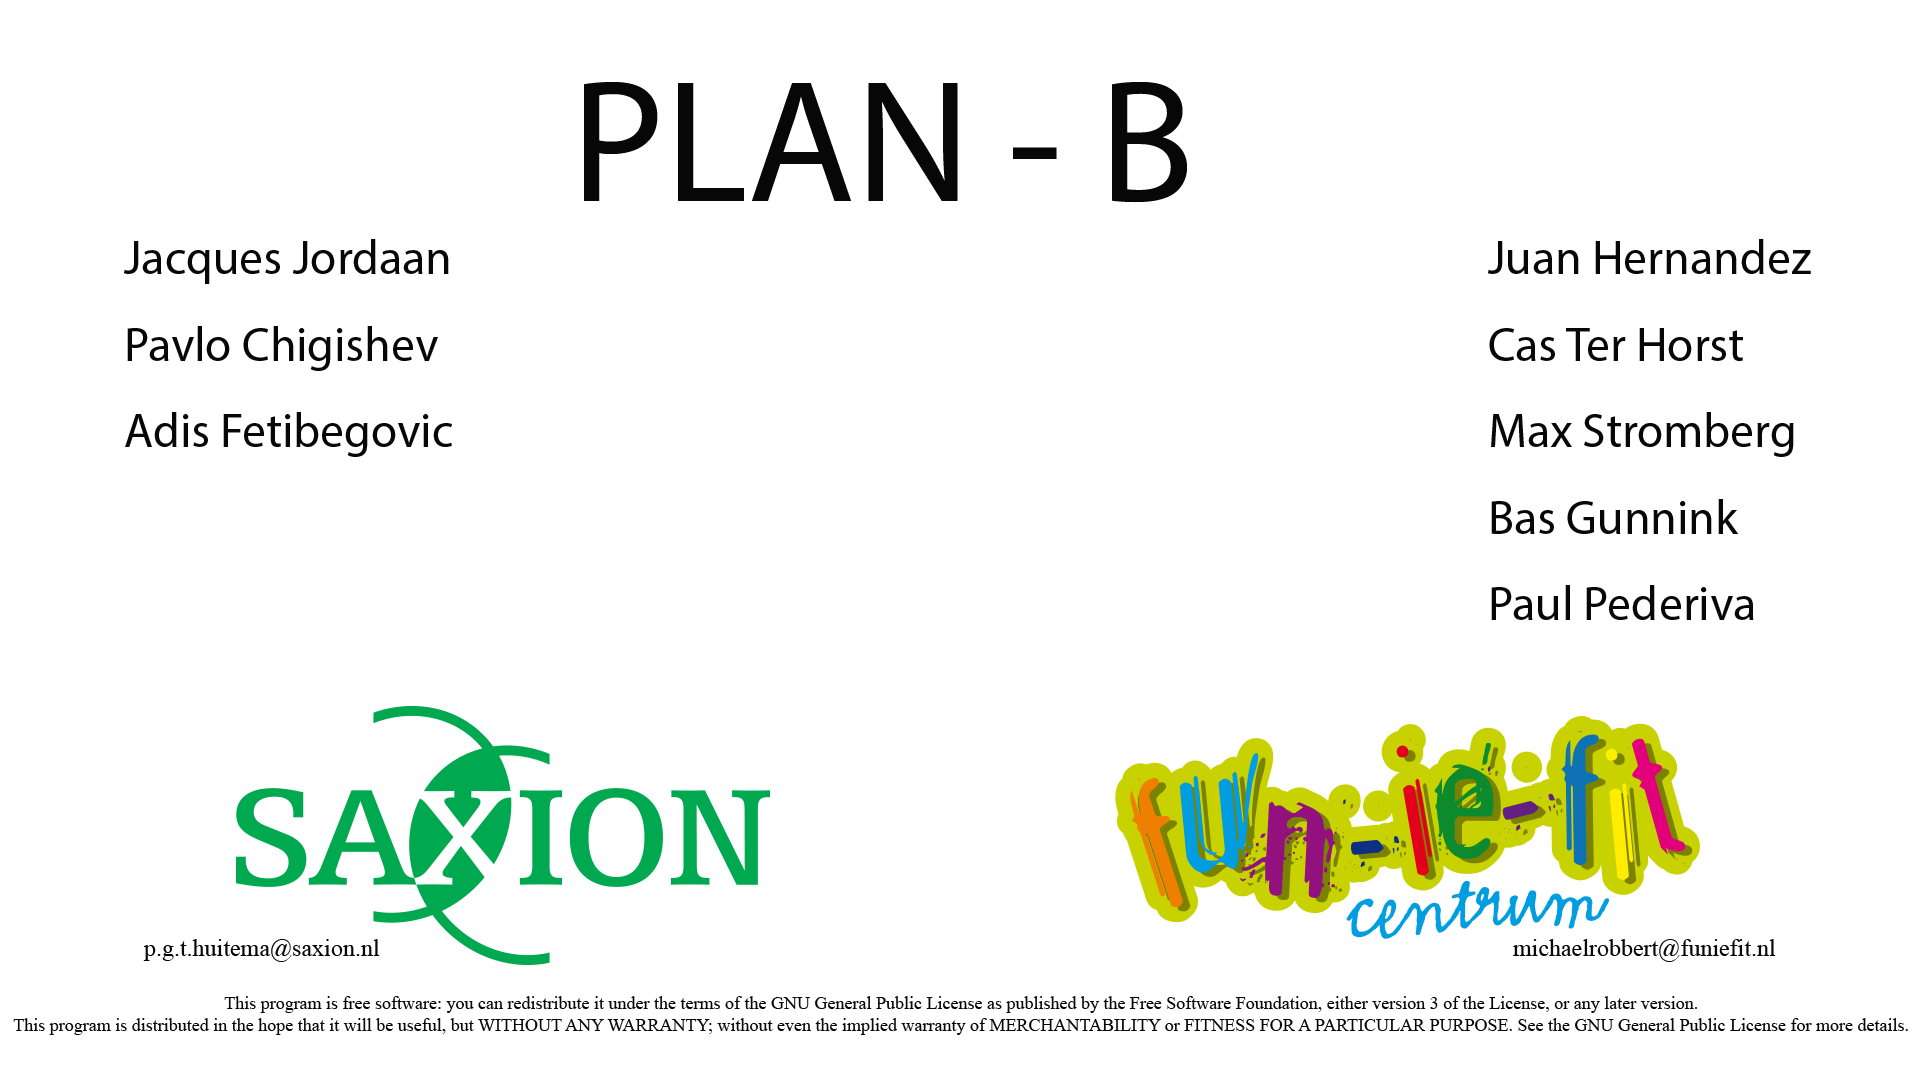 PLAN - B
Jacques Jordaan
Pavlo Chigishev
Adis Fetibegovic
Juan Hernandez
Cas Ter Horst
Max Stromberg
Bas Gunnink
Paul Pederiva
SAXION
p.g.t.huitema@saxion.nl
fun-ie-fit
centrum
michaelrobbert@funiefit.nl
This program is free software: you can redistribute it under the terms of the GNU General Public License as published by the Free Software Foundation, either version 3 of the License, or any later version.
This program is distributed in the hope that it will be useful, but WITHOUT ANY WARRANTY; without even the implied warranty of MERCHANTABILITY or FITNESS FOR A PARTICULAR PURPOSE. See the GNU General Public License for more details.